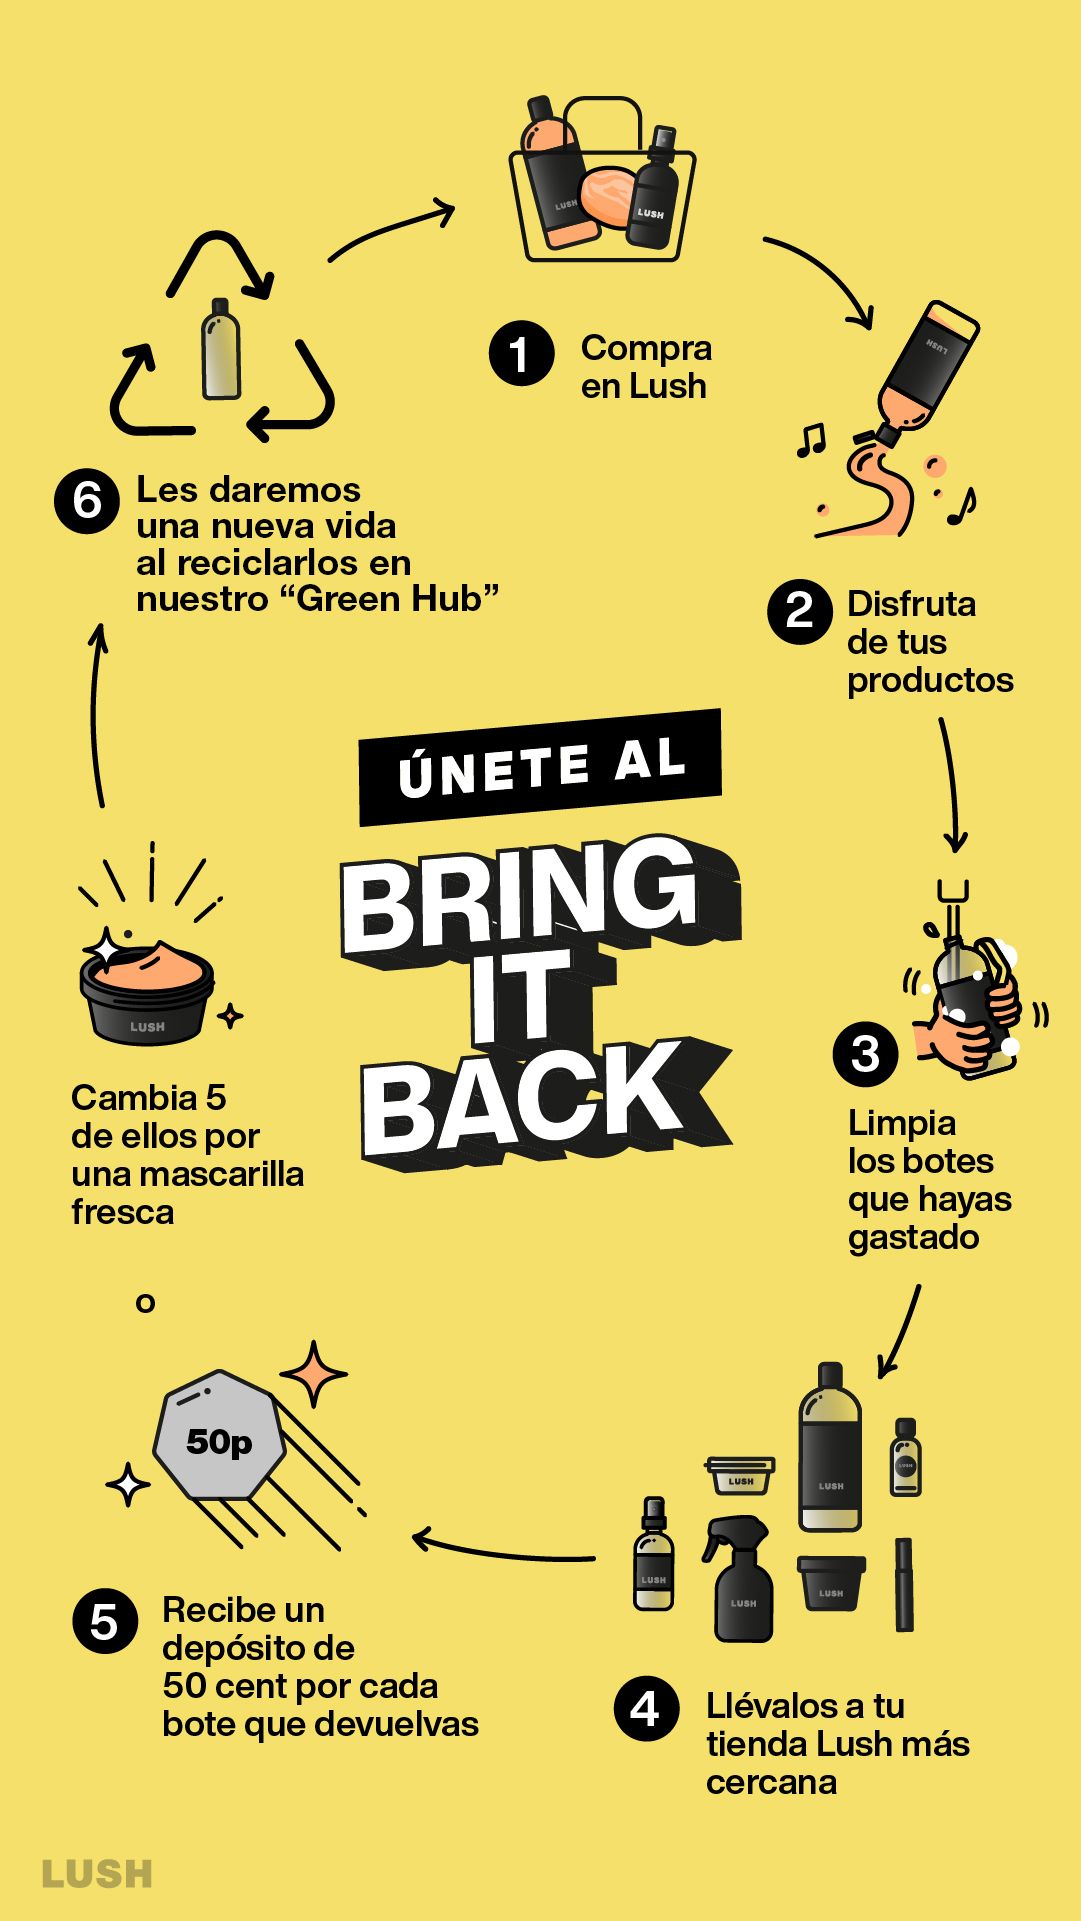 LUSH
LUSH
1
Compra
en Lush
LUSH
2
Disfruta
de tus
productos
3
Limpia
los botes
que hayas
gastado
LUSH
LUSH
LUSH
LUSH
LUSH
LUSH
4
Llévalos a tu
tienda Lush más
cercana
50p
5
Recibe un
depósito de
50 cent por cada
bote que devuelvas
o
LUSH
Cambia 5
de ellos por
una mascarilla
fresca
6
Les daremos
una nueva vida
al reciclarlos en
nuestro “Green Hub”
ÚNETE AL
BRING
IT
BACK
LUSH